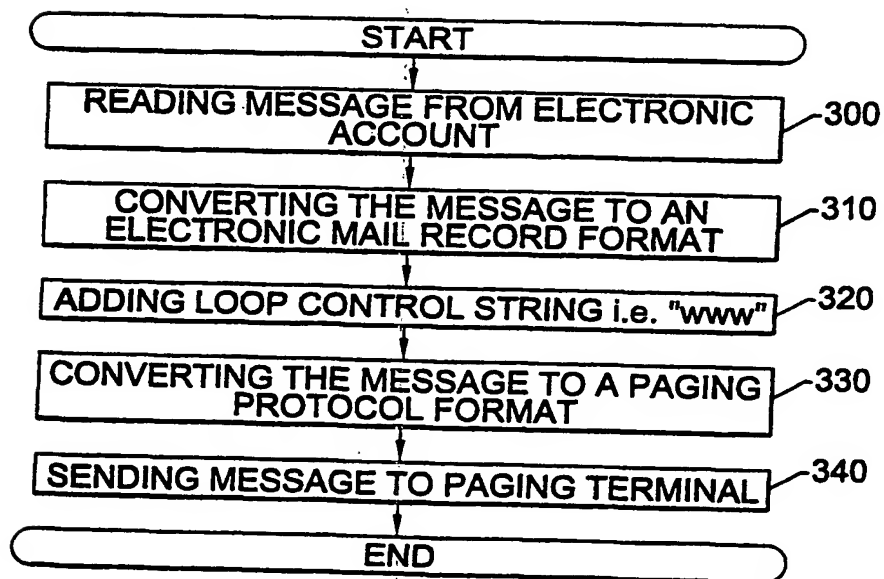 START
READING MESSAGE FROM ELECTRONIC
ACCOUNT
300
CONVERTING THE MESSAGE TO AN
ELECTRONIC MAIL RECORD FORMAT
310
ADDING LOOP CONTROL STRING i.e. "www"
320
CONVERTING THE MESSAGE TO A PAGING
PROTOCOL FORMAT
330
SENDING MESSAGE TO PAGING TERMINAL
340
END